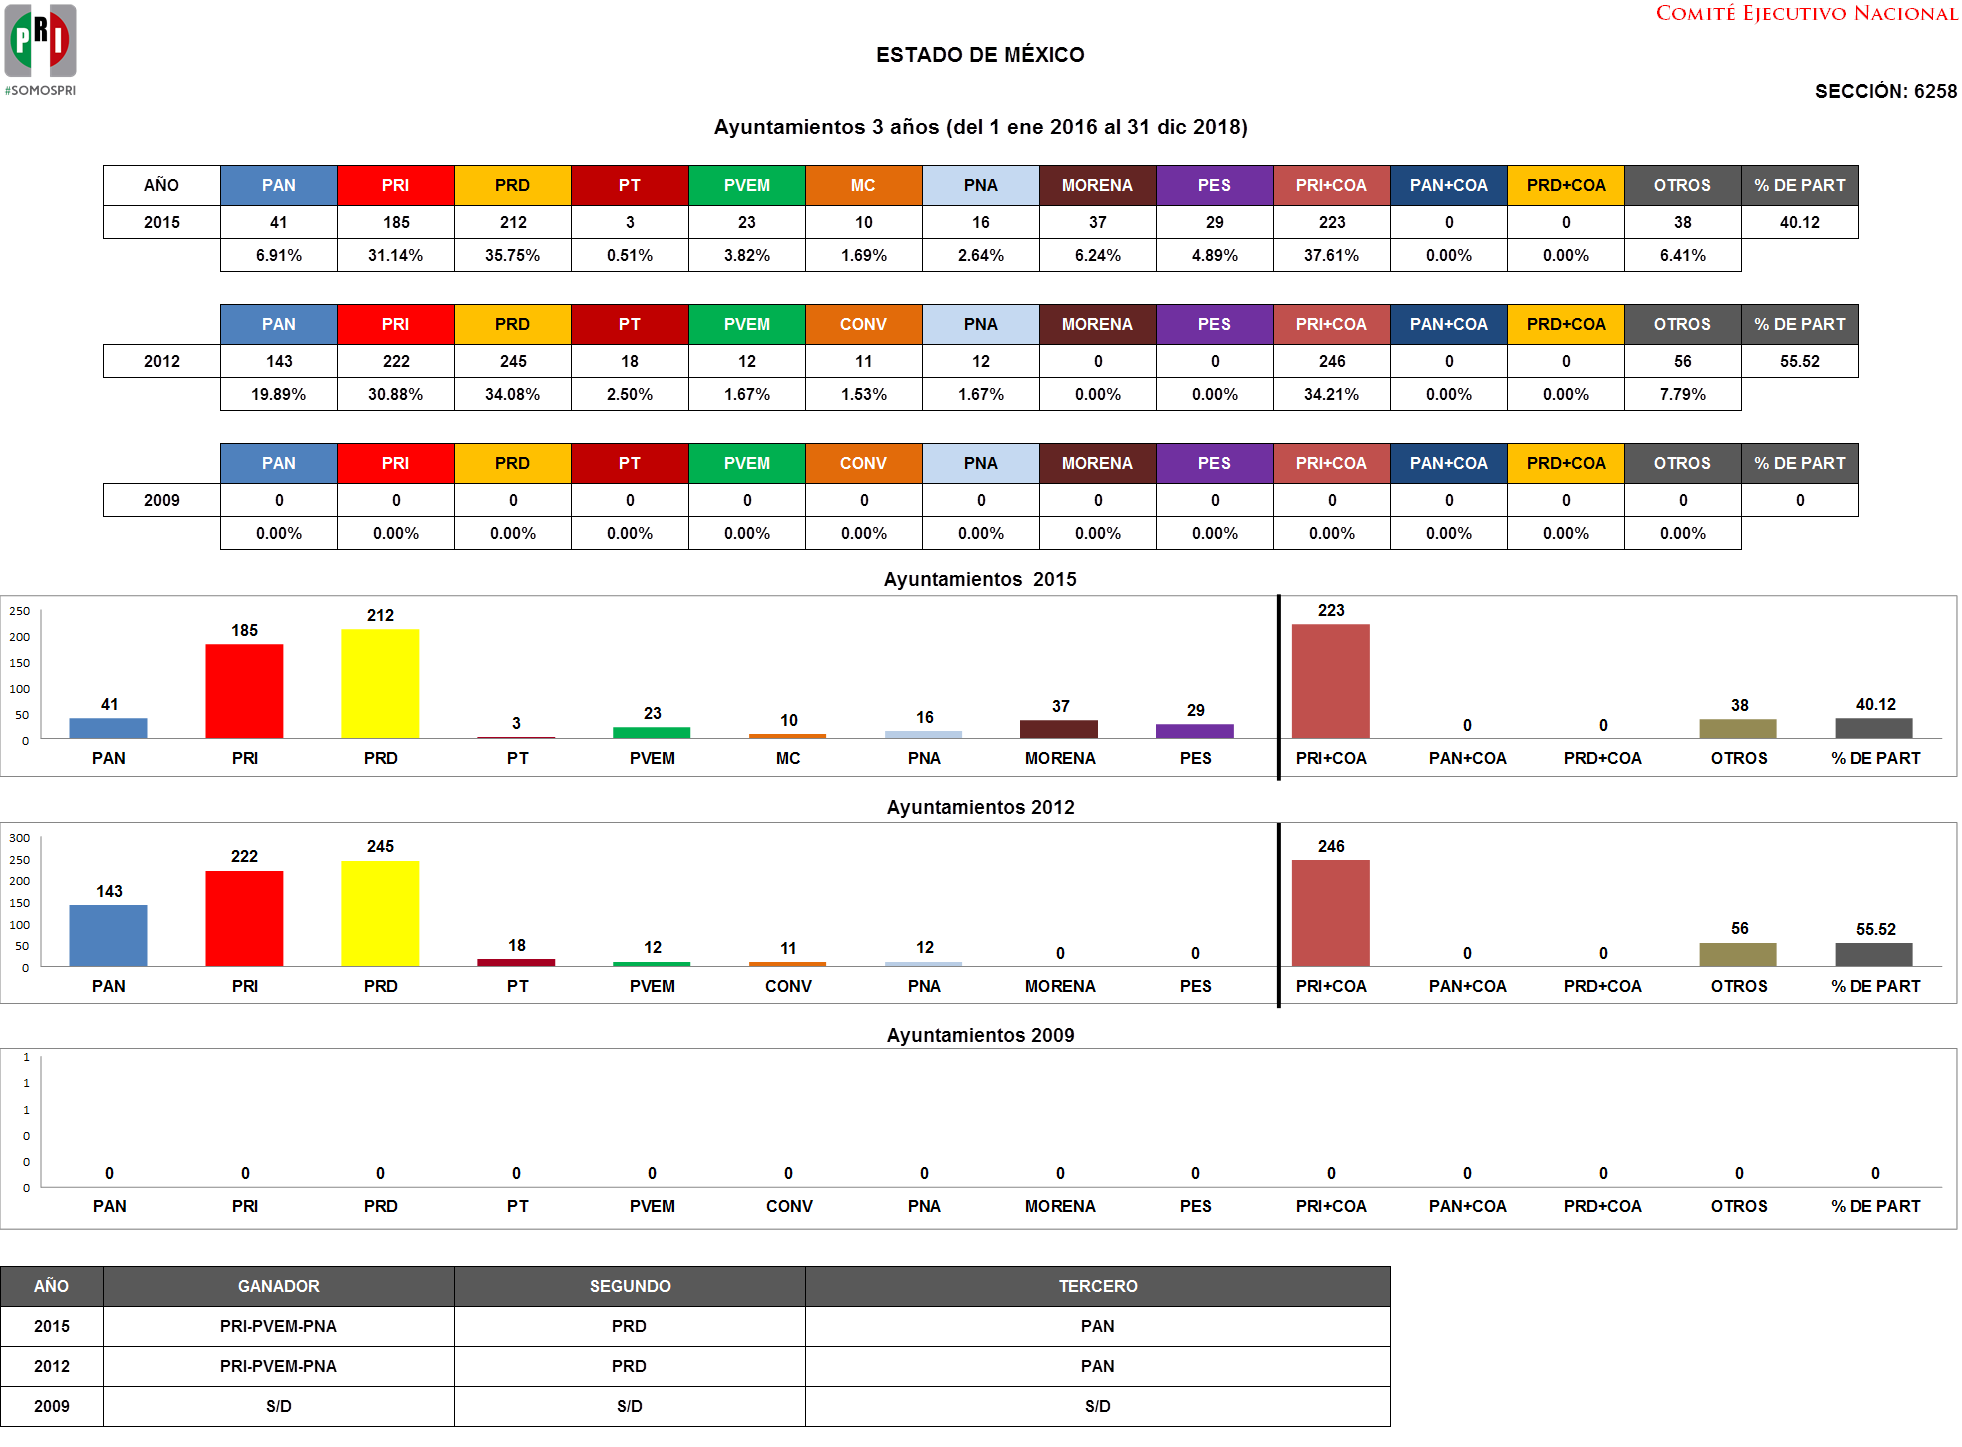 PRI
#SOMOSPRI
COMITÉ EJECUTIVO NACIONAL
ESTADO DE MÉXICO
SECCIÓN: 6258
Ayuntamientos 3 años (del 1 ene 2016 al 31 dic 2018)
AÑO PAN PRI PRD PT PVEM MC PNA MORENA PES PRI+COA PAN+COA PRD+COA OTROS % DE PART
2015 41 185 212 3 23 10 16 37 29 223 0 0 38 40.12
6.91% 31.14% 35.75% 0.51% 3.82% 1.69% 2.64% 6.24% 4.89% 37.61% 0.00% 0.00% 6.41%
PAN PRI PRD PT PVEM CONV PNA MORENA PES PRI+COA PAN+COA PRD+COA OTROS % DE PART
2012 143 222 245 18 12 11 12 0 0 246 0 0 56 55.52
19.89% 30.88% 34.08% 2.50% 1.67% 1.53% 1.67% 0.00% 0.00% 34.21% 0.00% 0.00% 7.79%
PAN PRI PRD PT PVEM CONV PNA MORENA PES PRI+COA PAN+COA PRD+COA OTROS % DE PART
2009 0 0 0 0 0 0 0 0 0 0 0 0 0 0
0.00% 0.00% 0.00% 0.00% 0.00% 0.00% 0.00% 0.00% 0.00% 0.00% 0.00% 0.00% 0.00%
Ayuntamientos 2015
250
200
150
100
50
0
41 185 212 3 23 10 16 37 29 223 0 0 38 40.12
PAN PRI PRD PT PVEM MC PNA MORENA PES PRI+COA PAN+COA PRD+COA OTROS % DE PART
Ayuntamientos 2012
300
250
200
150
100
50
0
143 222 245 18 12 11 12 0 0 246 0 0 56 55.52
PAN PRI PRD PT PVEM CONV PNA MORENA PES PRI+COA PAN+COA PRD+COA OTROS % DE PART
Ayuntamientos 2009
1
1
1
0
0
0
0 0 0 0 0 0 0 0 0 0 0 0 0 0
PAN PRI PRD PT PVEM CONV PNA MORENA PES PRI+COA PAN+COA PRD+COA OTROS % DE PART
AÑO GANADOR SEGUNDO TERCERO
2015 PRI-PVEM-PNA PRD PAN
2012 PRI-PVEM-PNA PRD PAN
2009 S/D S/D S/D